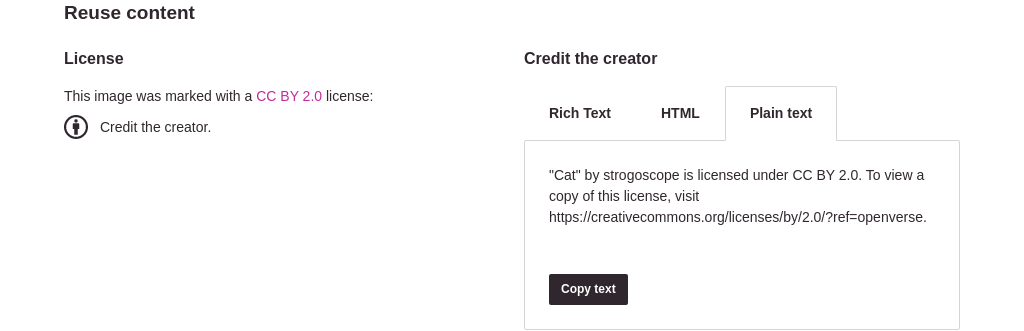 Reuse content
License
This image was marked with a CC BY 2.0 license:
Credit the creator.
Credit the creator
Rich Text
HTML
Plain text
"Cat" by strogoscope is licensed under CC BY 2.0. To view a
copy of this license, visit
https://creativecommons.org/licenses/by/2.0/?ref=openverse.
Copy text